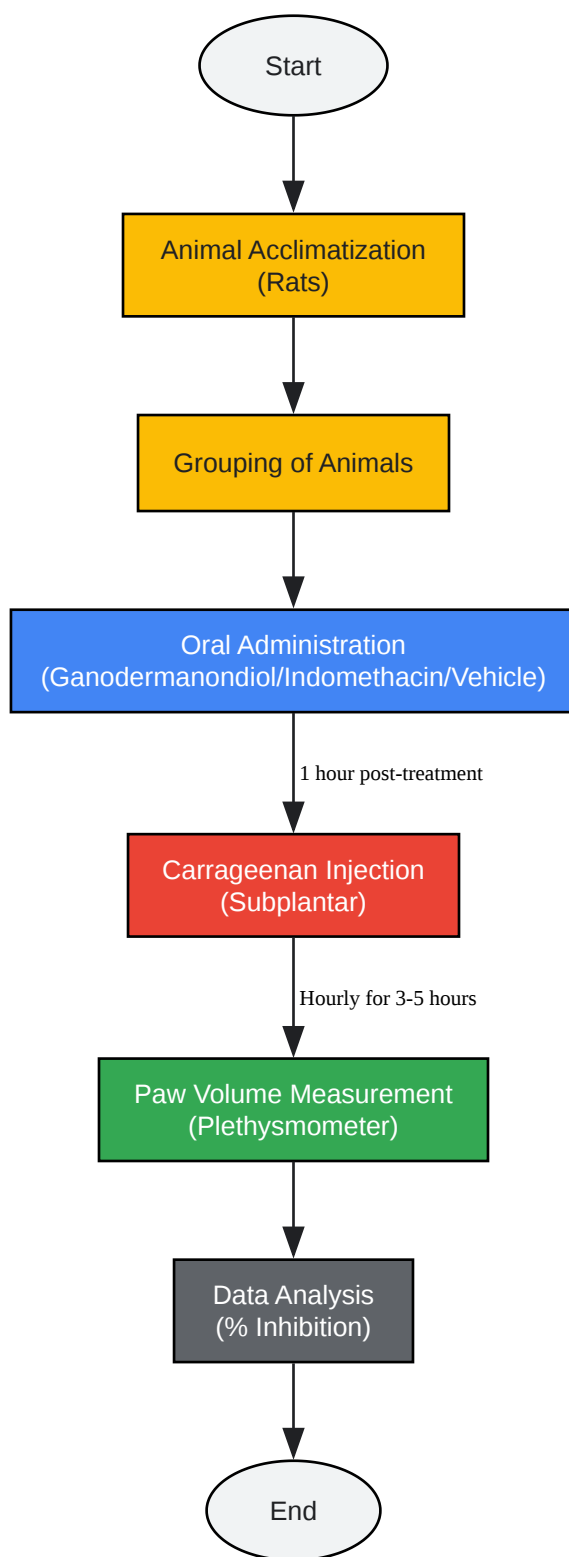 Start
Animal Acclimatization
(Rats)
Grouping of Animals
Oral Administration
(Ganodermanondiol/Indomethacin/Vehicle)
1 hour post-treatment
Carrageenan Injection
(Subplantar)
Hourly for 3-5 hours
Paw Volume Measurement
(Plethysmometer)
Data Analysis
(% Inhibition)
End